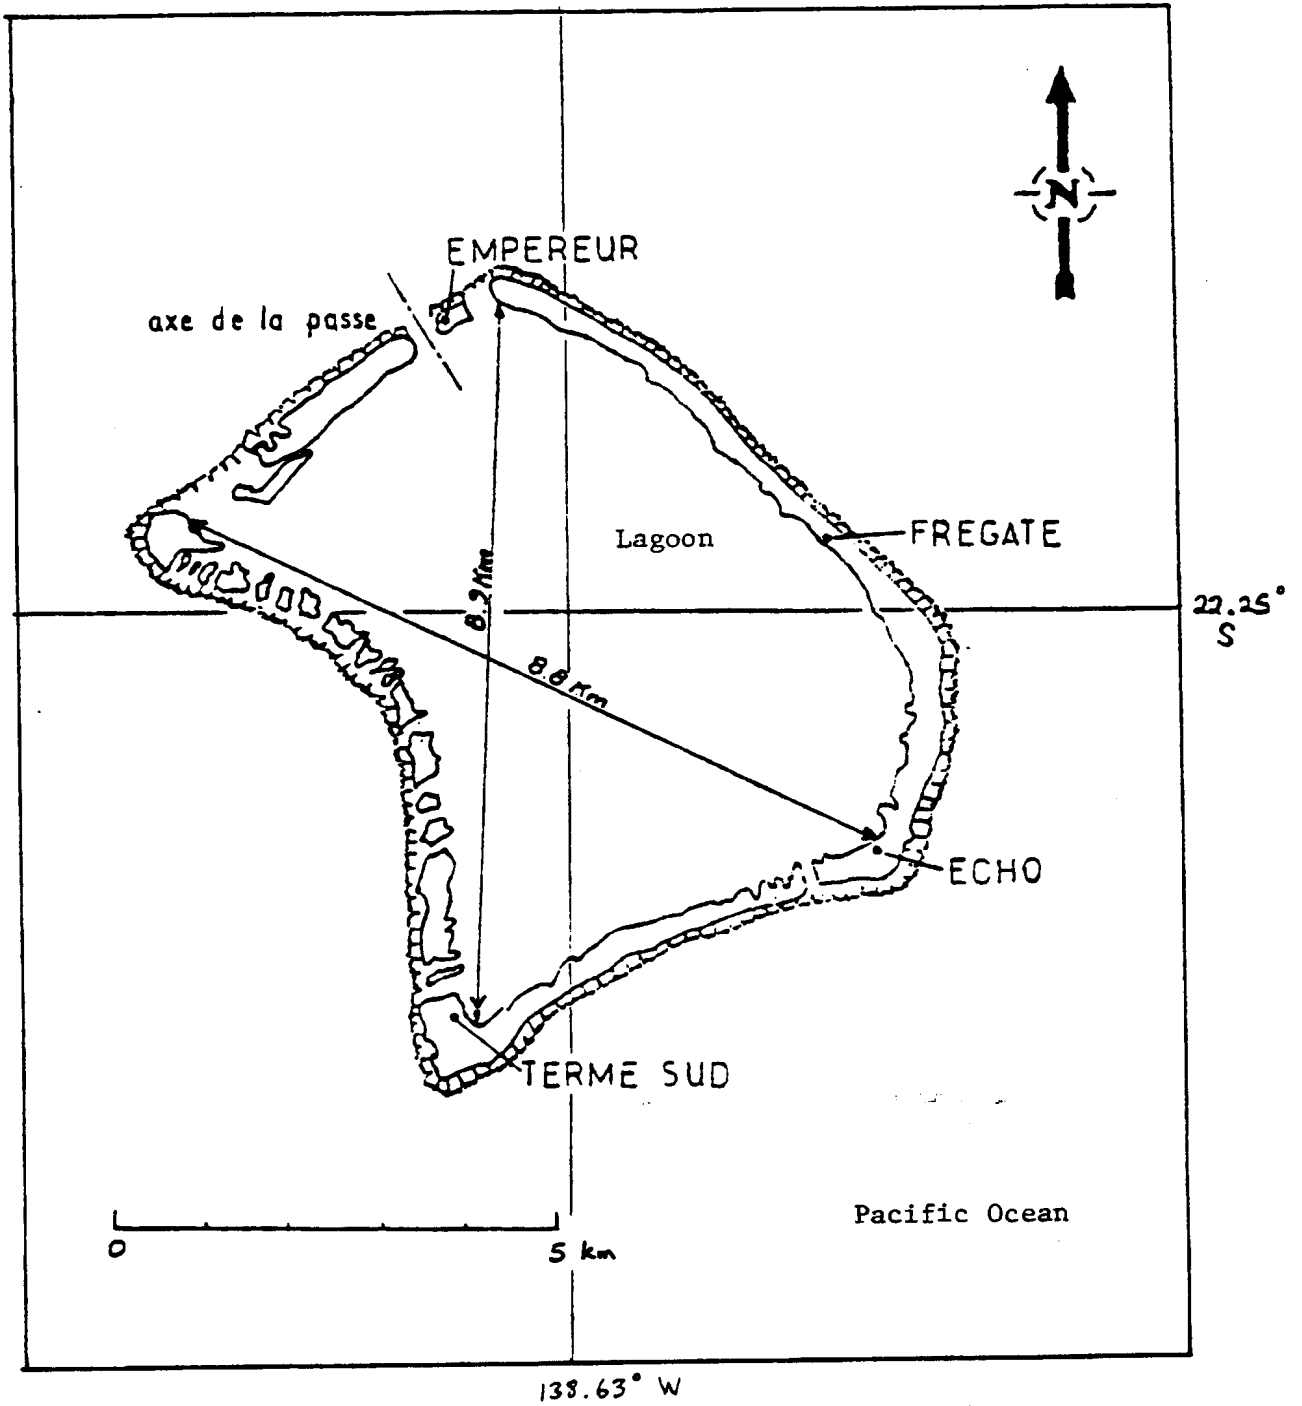 N
EMPEREUR
axe de la passe
Lagoon
FREGATE
22.25°
S
8.2 Km
8.8 Km
ECHO
TERME SUD
Pacific Ocean
0
5 km
138.63° W